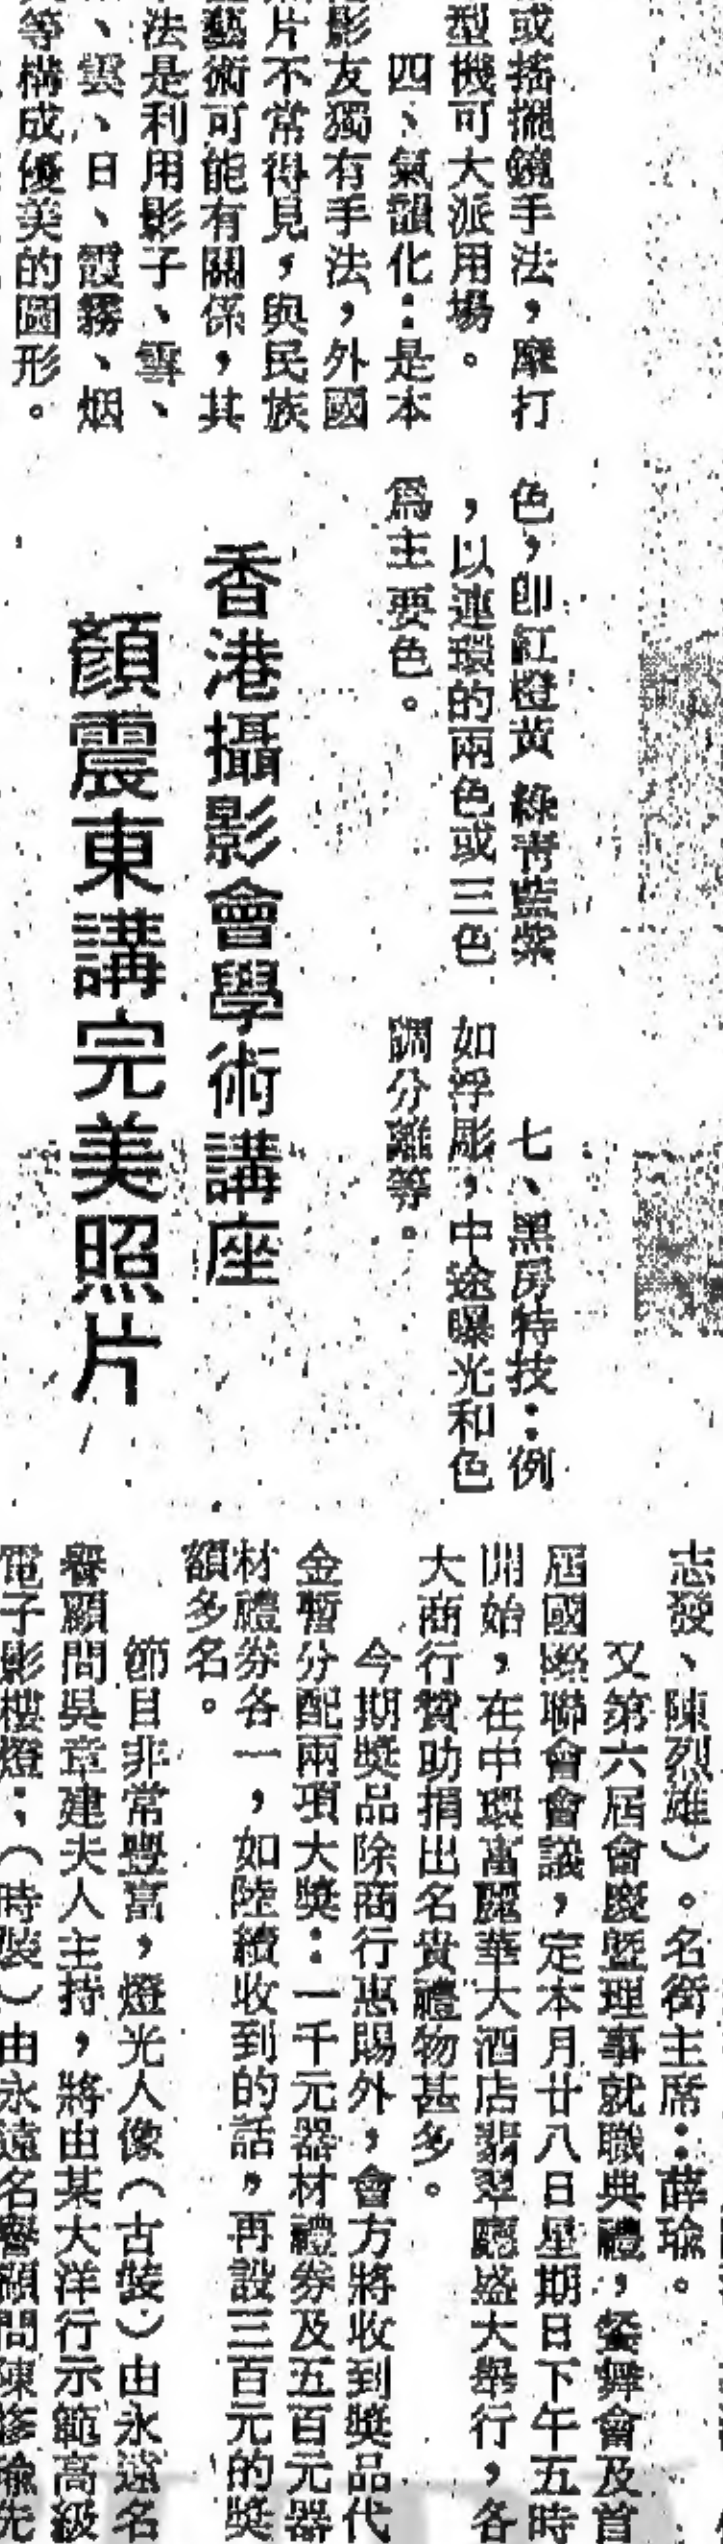 或搖擺鏡手法，摩打
型機可大派用場。
四、氣韻化：是本
影友獨有手法，外國
片不常得見，與民族
藝術可能有關係，其
法是利用影子、雲、
、雲、日、霞霧、烟
等構成優美的圖形。
色，卽紅橙黃綠靑藍紫
，以連環的兩色或三色
爲主要色。
七、黑房特技：例
如浮彫，中途曝光和色
調分離等。
香港攝影會學術講座
顏震東講完美照片
志發、陳烈雄）。名銜主席：薛瑜。
又第六屆會慶曁理事就職典禮，餐舞會及首
屆國際聯會會議，定本月廿八日星期日下午五時
開始，在中環富麗華大酒店翡翠廳盛大舉行，各
大商行贊助捐出名貴禮物甚多。
今期獎品除商行惠賜外，會方將收到獎品代
金暫分配兩項大獎：一千元器材禮劵及五百元器
材禮劵各一，如陸續收到的話，再設三百元的獎
額多名。
節目非常豐富，燈光人像（古裝）由永遠名
譽顧問吳章建夫人主持，將由某大洋行示範高級
電子影樓燈；（時裝）由永遠名譽顧問陳瑜先